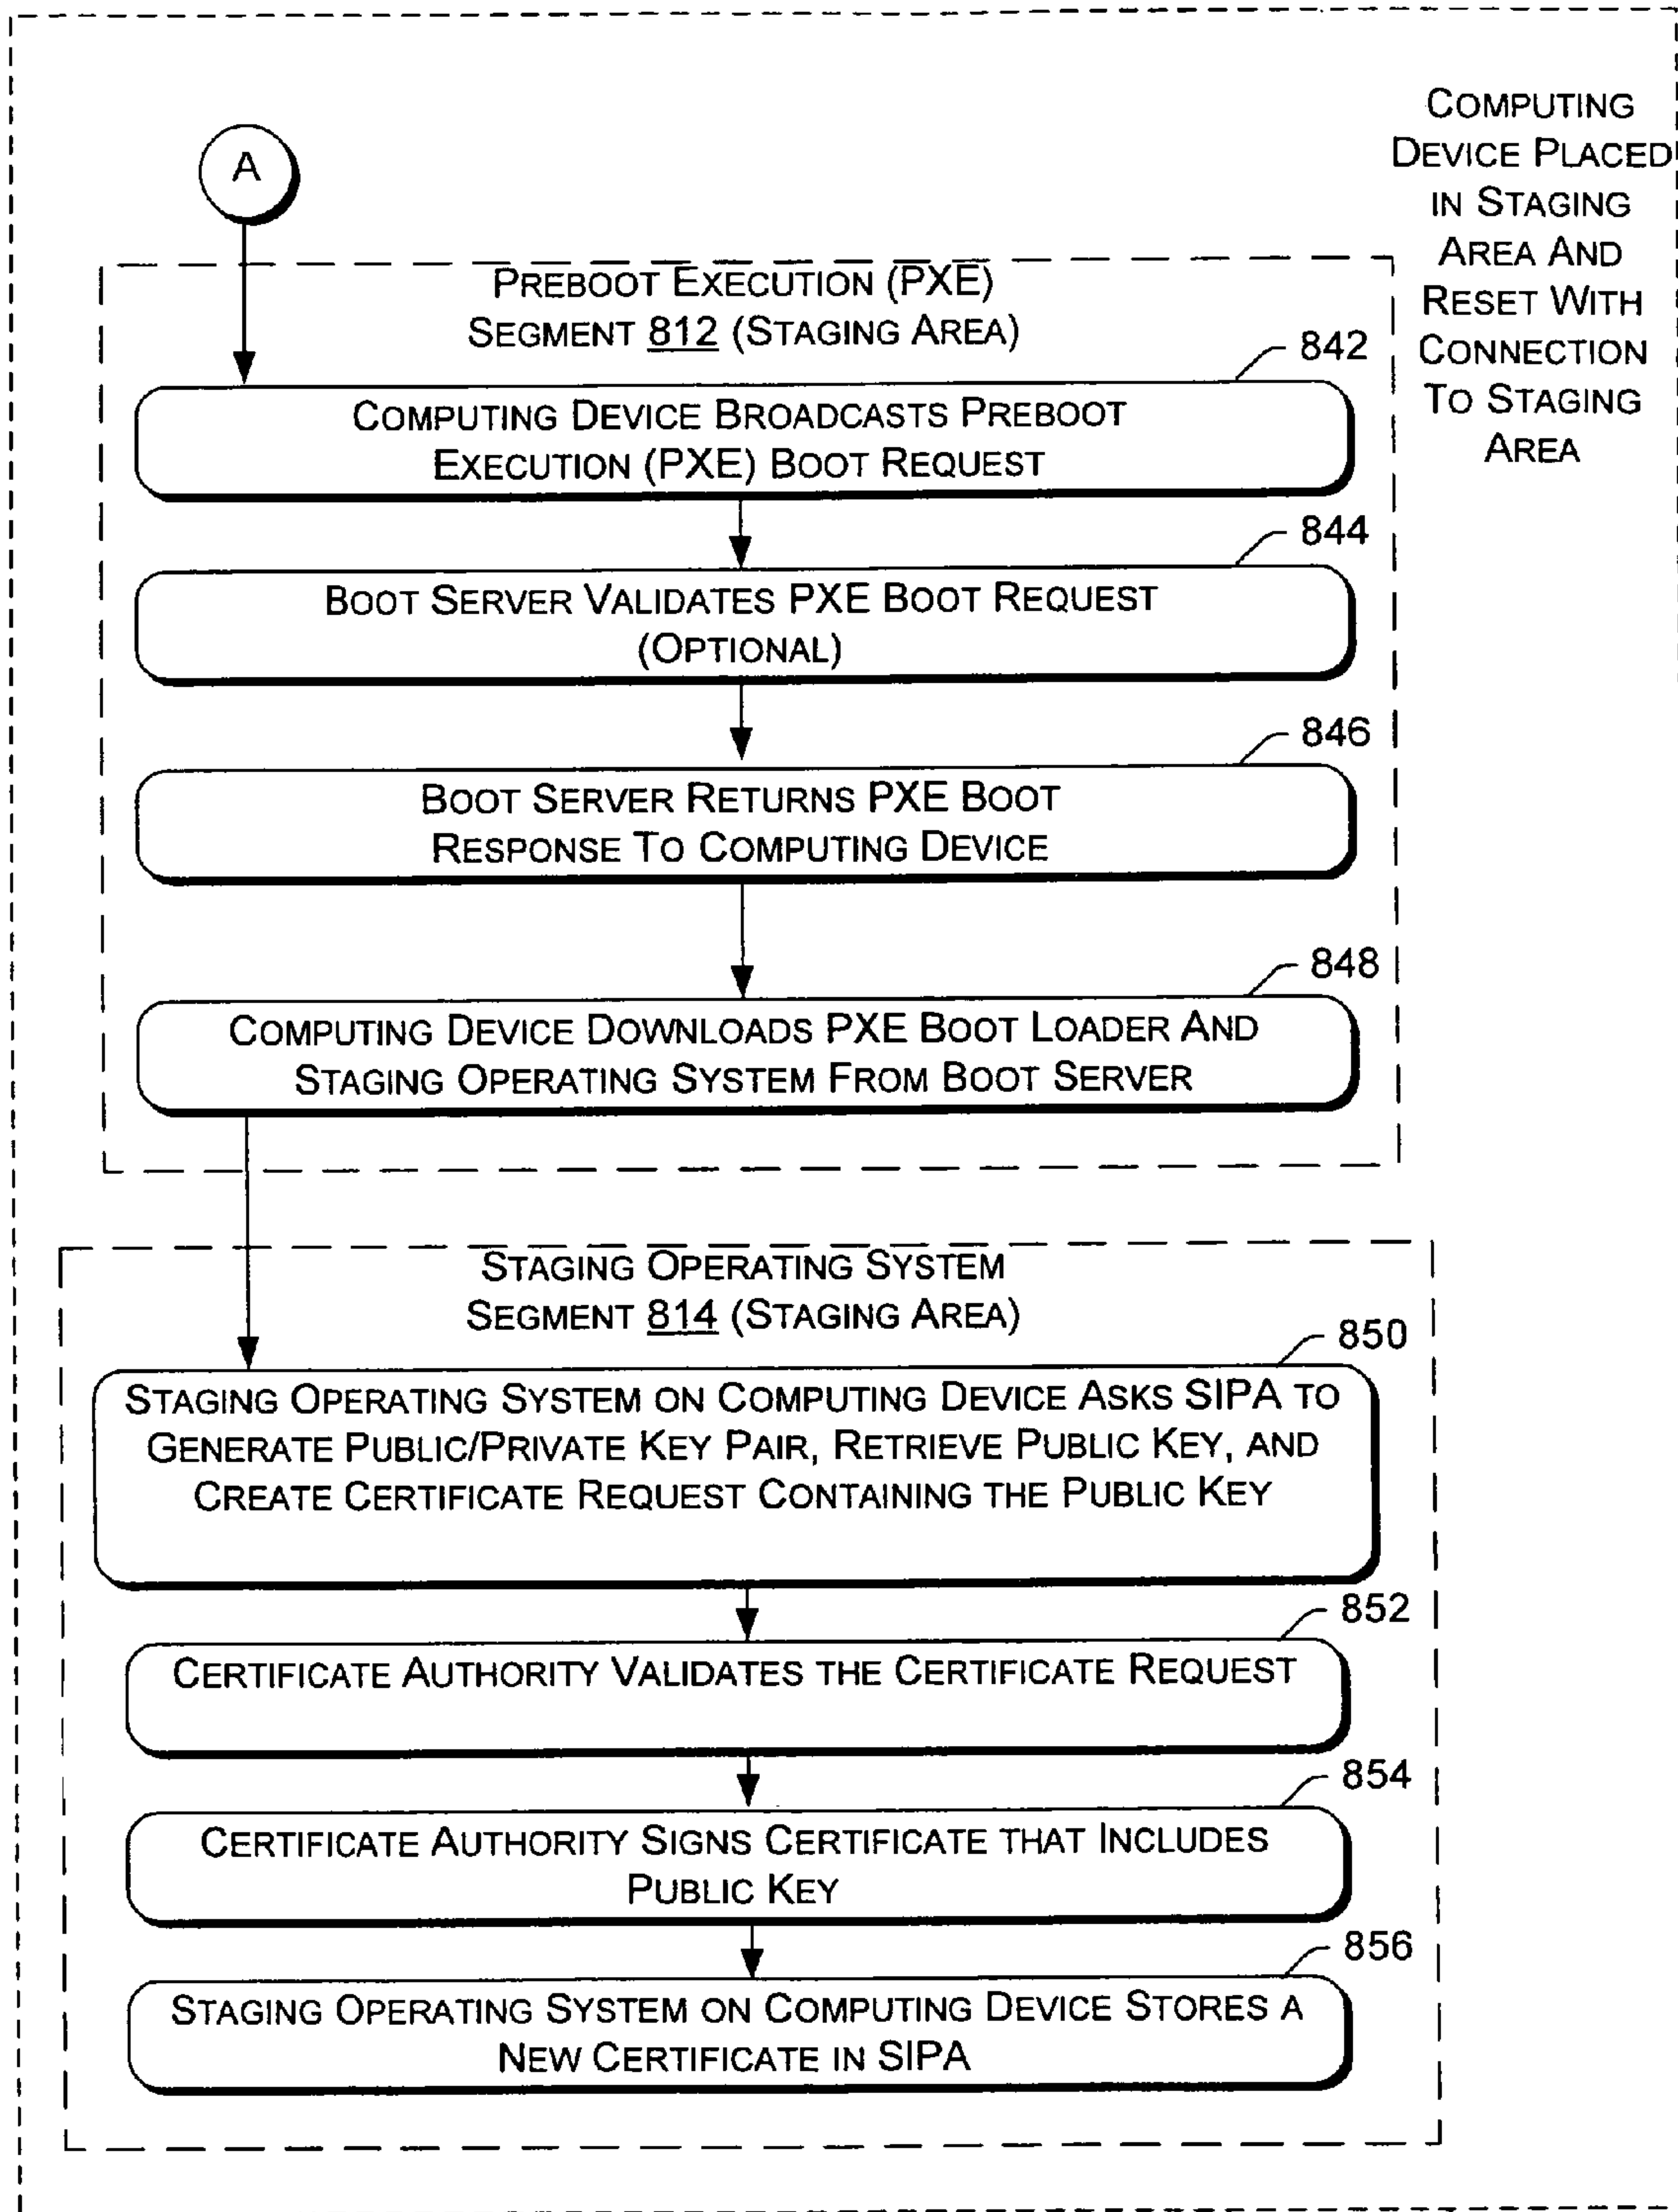 COMPUTING
DEVICE PLACED
IN STAGING
AREA AND
RESET WITH
CONNECTION
TO STAGING
AREA
A
PREBOOT EXECUTION (PXE)
SEGMENT 812 (STAGING AREA)
842
COMPUTING DEVICE BROADCASTS PREBOOT
EXECUTION (PXE) BOOT REQUEST
844
BOOT SERVER VALIDATES PXE BOOT REQUEST
(OPTIONAL)
846
BOOT SERVER RETURNS PXE BOOT
RESPONSE TO COMPUTING DEVICE
848
COMPUTING DEVICE DOWNLOADS PXE BOOT LOADER AND
STAGING OPERATING SYSTEM FROM BOOT SERVER
STAGING OPERATING SYSTEM
SEGMENT 814 (STAGING AREA)
850
STAGING OPERATING SYSTEM ON COMPUTING DEVICE ASKS SIPA TO
GENERATE PUBLIC/PRIVATE KEY PAIR, RETRIEVE PUBLIC KEY, AND
CREATE CERTIFICATE REQUEST CONTAINING THE PUBLIC KEY
852
CERTIFICATE AUTHORITY VALIDATES THE CERTIFICATE REQUEST
854
CERTIFICATE AUTHORITY SIGNS CERTIFICATE THAT INCLUDES
PUBLIC KEY
856
STAGING OPERATING SYSTEM ON COMPUTING DEVICE STORES A
NEW CERTIFICATE IN SIPA